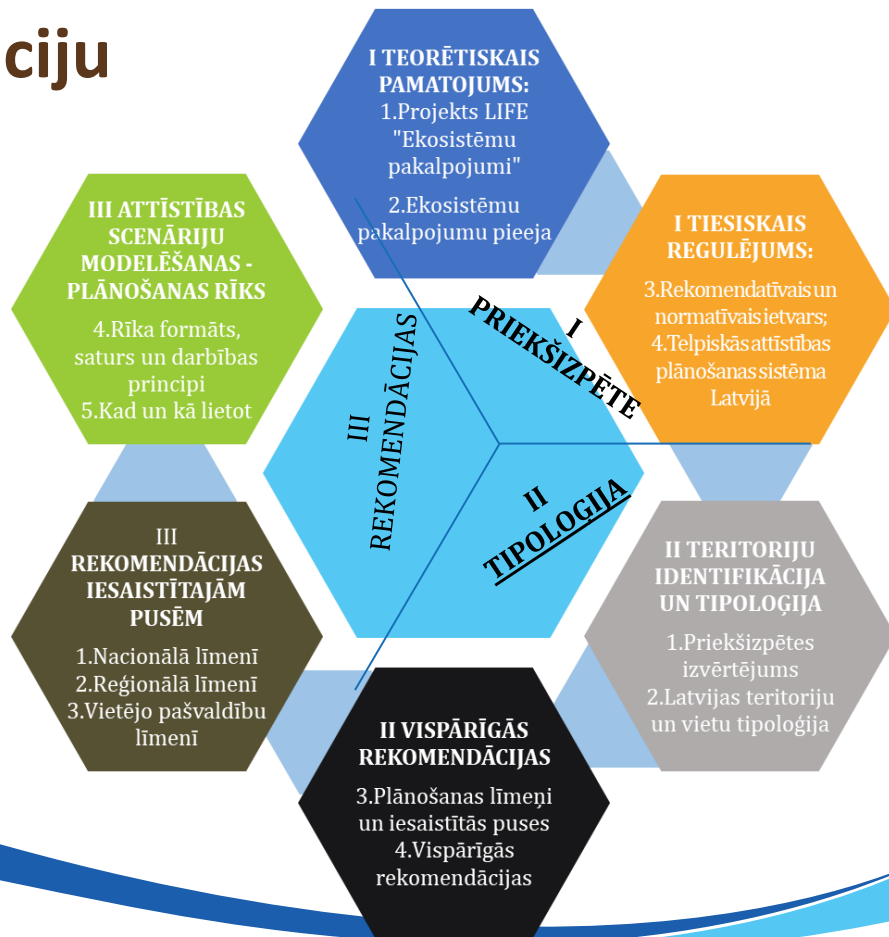 ciju
I TEORĒTISKAIS
PAMATOJUMS:
1.Projekts LIFE
"Ekosistēmu
pakalpojumi"
2.Ekosistēmu
pakalpojumu pieeja
I TIESISKAIS
REGULĒJUMS:
3.Rekomendatīvais un
normatīvais ietvars;
4.Telpiskās attīstības
plānošanas sistēma
Latvijā
II TERITORIJU
IDENTIFIKĀCIJA
UN TIPOLOĢIJA
1.Priekšizpētes
izvērtējums
2.Latvijas teritoriju
un vietu tipoloģija
II VISPĀRĪGĀS
REKOMENDĀCIJAS
3.Plānošanas līmeņi
un iesaistītās puses
4.Vispārīgās
rekomendācijas
III
REKOMENDĀCIJAS
IESAISTĪTAJĀM
PUSĒM
1.Nacionālā līmenī
2.Reģionālā līmenī
3.Vietējo pašvaldību
līmenī
III ATTĪSTĪBAS
SCENĀRIJU
MODELĒŠANAS -
PLĀNOŠANAS RĪKS
4.Rīka formāts,
saturs un darbības
principi
5.Kad un kā lietot
I
PRIEKŠIZPĒTE
II
TIPOLOĢIJA
III
REKOMENDĀCIJAS